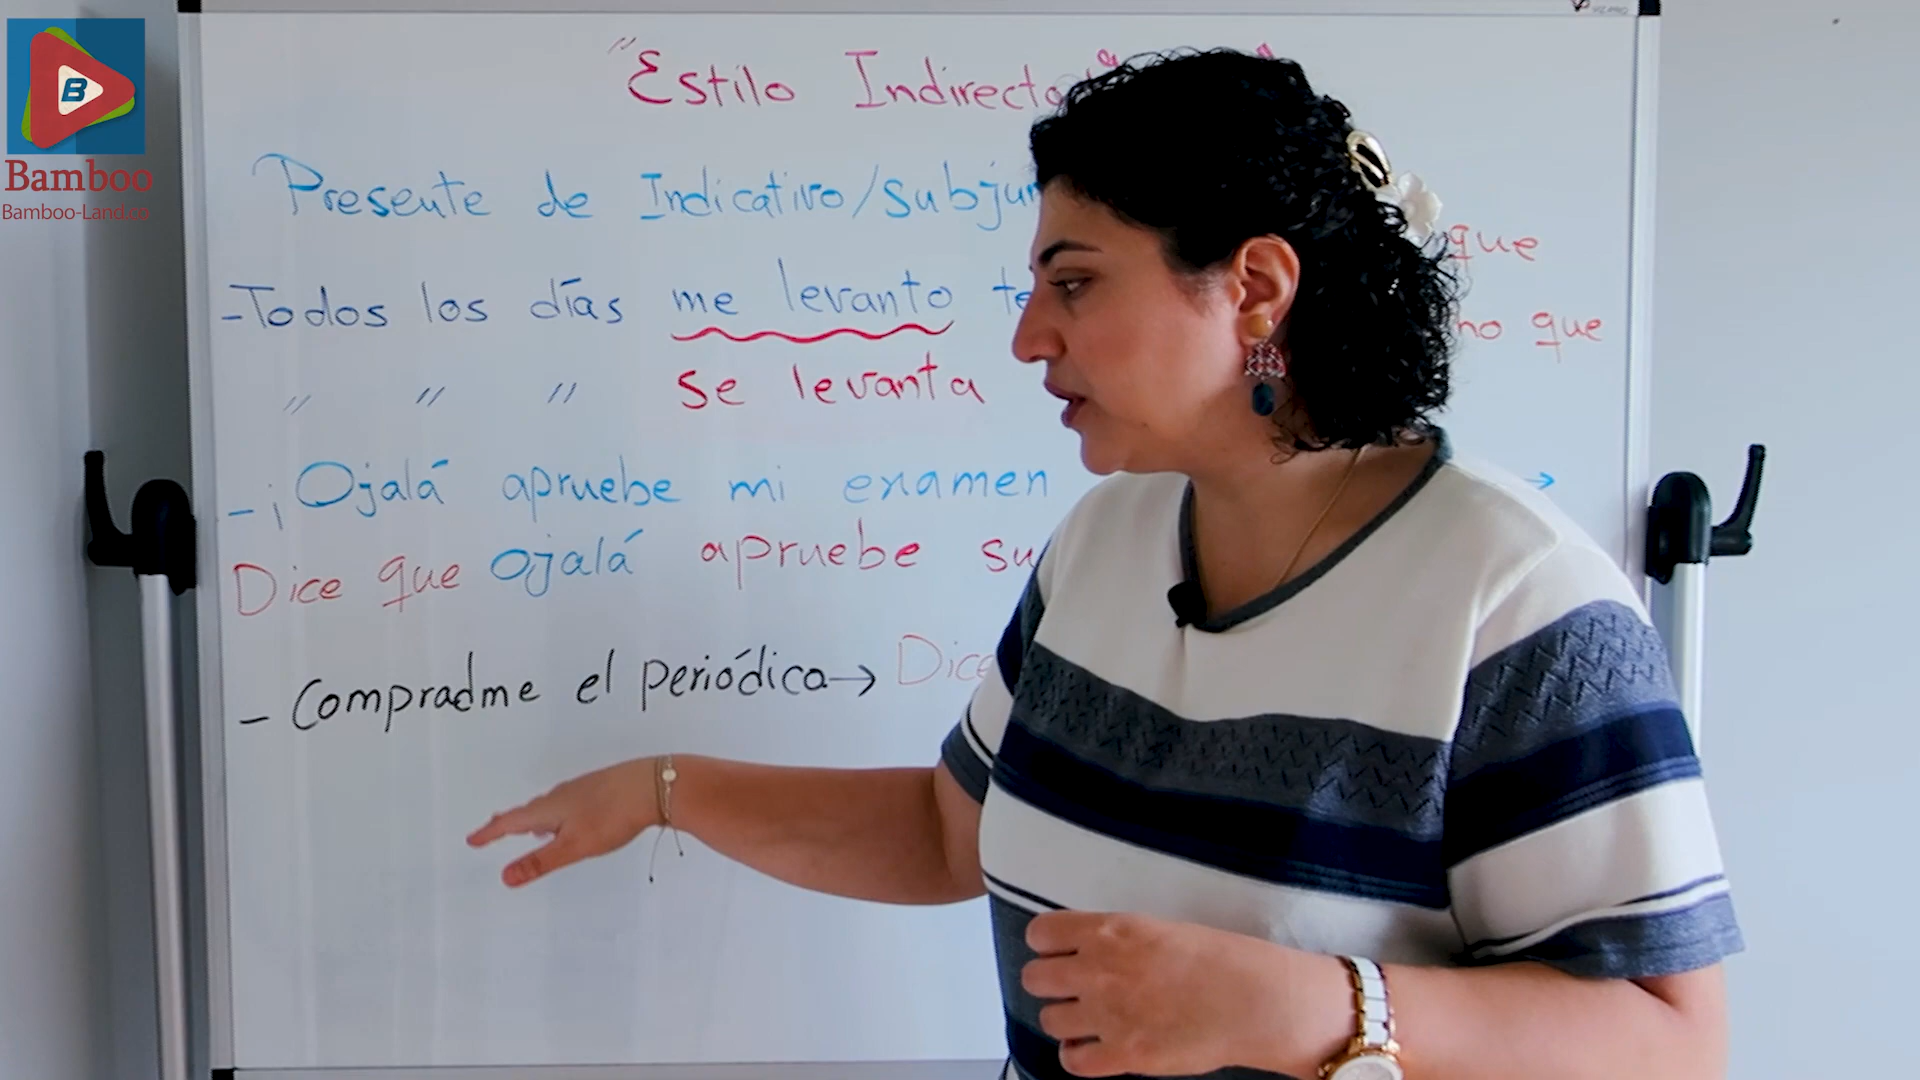 B
Bamboo
Bamboo-Land.co
"Estilo Indirecto
Presente de Indicativo/subjun
que
-Todos los días me levanto te
ho que
" " " se levanta
-¡Ojalá apruebe mi examen →
Dice que ojalá apruebe su
- Compradme el periódico→ Dice